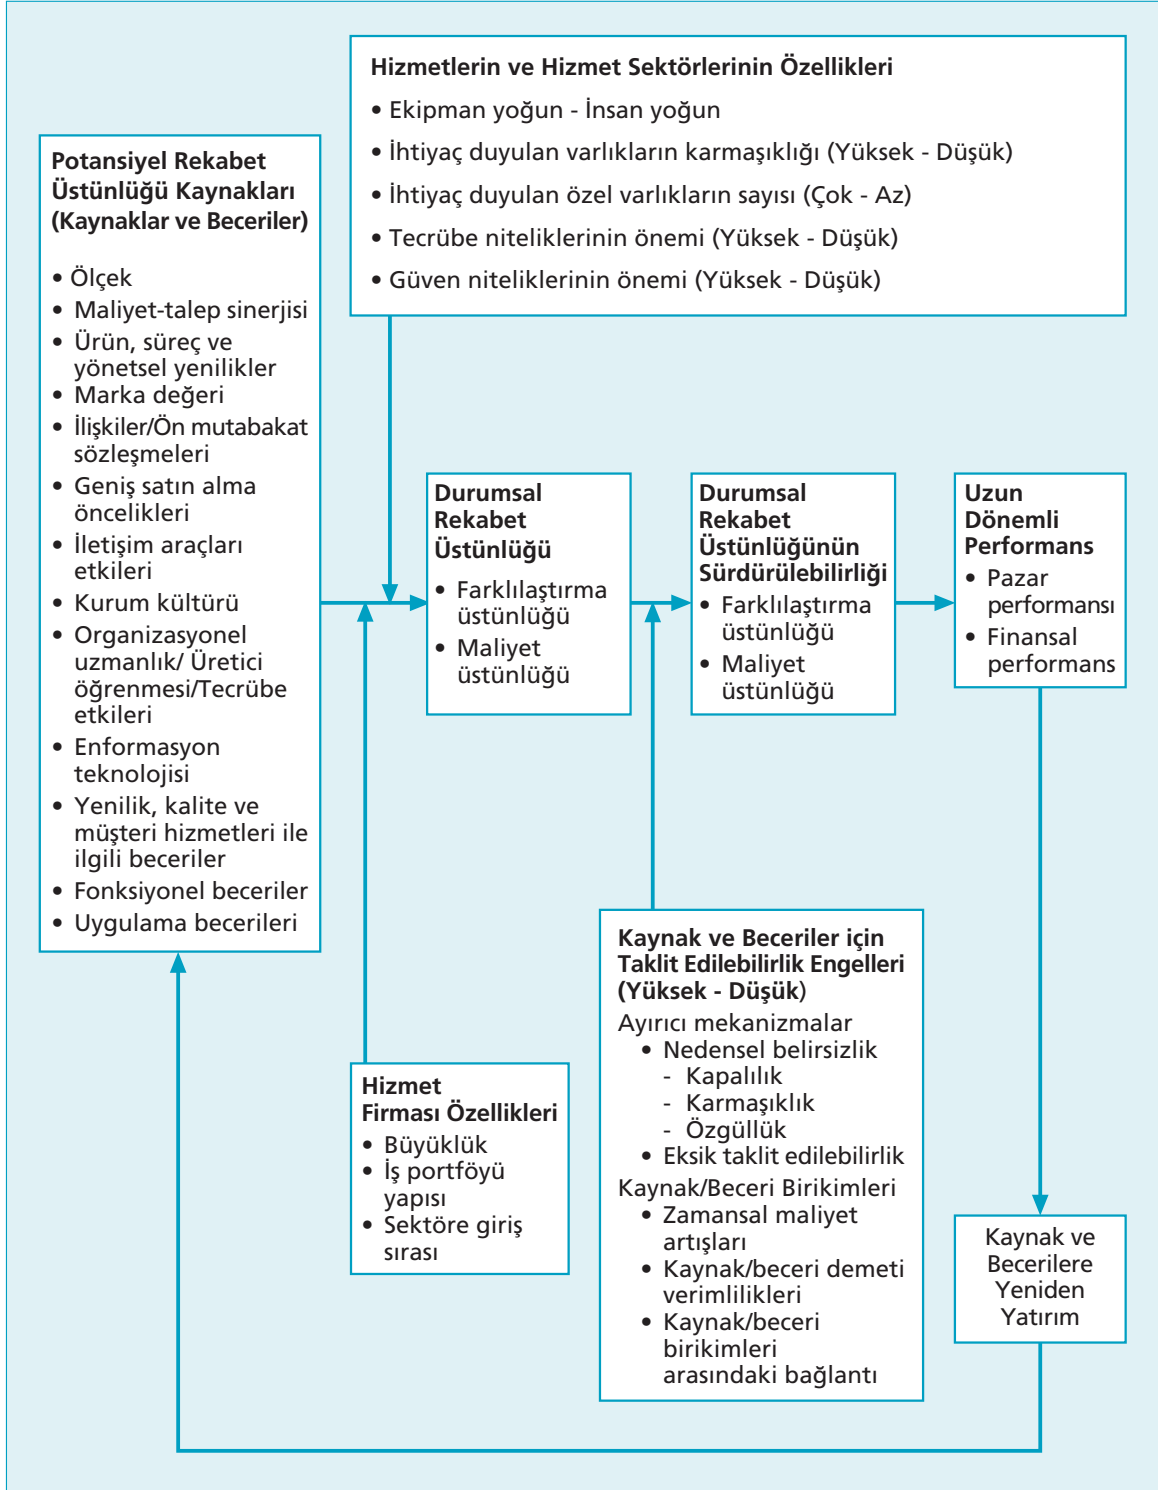 Hizmetlerin ve Hizmet Sektörlerinin Özellikleri
• Ekipman yoğun - İnsan yoğun
• İhtiyaç duyulan varlıkların karmaşıklığı (Yüksek - Düşük)
• İhtiyaç duyulan özel varlıkların sayısı (Çok - Az)
• Tecrübe niteliklerinin önemi (Yüksek - Düşük)
• Güven niteliklerinin önemi (Yüksek - Düşük)
Potansiyel Rekabet
Üstünlüğü Kaynakları
(Kaynaklar ve Beceriler)
• Ölçek
• Maliyet-talep sinerjisi
• Ürün, süreç ve
yönetsel yenilikler
• Marka değeri
• İlişkiler/Ön mutabakat
sözleşmeleri
• Geniş satın alma
öncelikleri
• İletişim araçları
etkileri
• Kurum kültürü
• Organizasyonel
uzmanlık/ Üretici
öğrenmesi/Tecrübe
etkileri
• Enformasyon
teknolojisi
• Yenilik, kalite ve
müşteri hizmetleri ile
ilgili beceriler
• Fonksiyonel beceriler
• Uygulama becerileri
Durumsal
Rekabet
Üstünlüğü
• Farklılaştırma
üstünlüğü
• Maliyet
üstünlüğü
Durumsal
Rekabet
Üstünlüğünün
Sürdürülebilirliği
• Farklılaştırma
üstünlüğü
• Maliyet
üstünlüğü
Uzun
Dönemli
Performans
• Pazar
performansı
• Finansal
performans
Hizmet
Firması Özellikleri
• Büyüklük
• İş portföyü
yapısı
• Sektöre giriş
sırası
Kaynak ve Beceriler için
Taklit Edilebilirlik Engelleri
(Yüksek - Düşük)
Ayırıcı mekanizmalar
• Nedensel belirsizlik
- Kapalılık
- Karmaşıklık
- Özgüllük
• Eksik taklit edilebilirlik
Kaynak/Beceri Birikimleri
• Zamansal maliyet
artışları
• Kaynak/beceri demeti
verimlilikleri
• Kaynak/beceri
birikimleri
arasındaki bağlantı
Kaynak ve
Becerilere
Yeniden
Yatırım